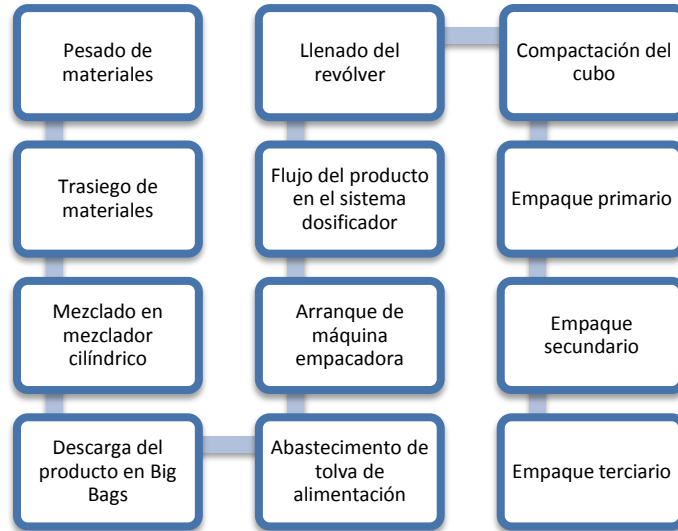 Pesado de
materiales
Trasiego de
materiales
Mezclado en
mezclador
cilíndrico
Descarga del
producto en Big
Bags
Abastecimento de
tolva de
alimentación
Arranque de
máquina
empacadora
Flujo del producto
en el sistema
dosificador
Llenado del
revólver
Compactación del
cubo
Empaque primario
Empaque
secundario
Empaque terciario